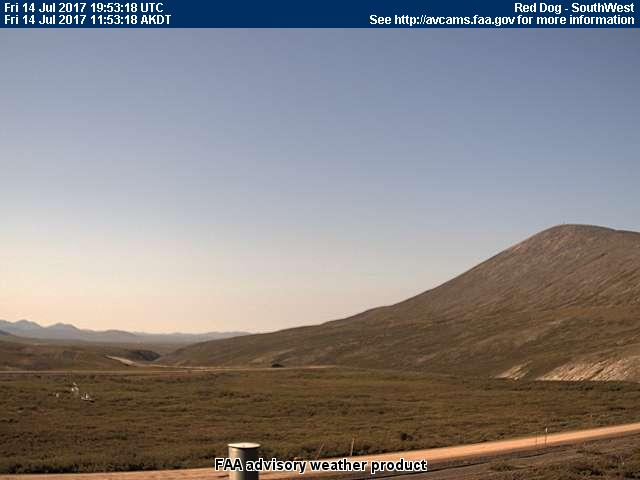 Fri 14 Jul 2017 19:53:18 UTC
Red Dog - SouthWest
Fri 14 Jul 2017 11:53:18 AKDT
See http://avcams.faa.gov for more information
FAA advisory weather product